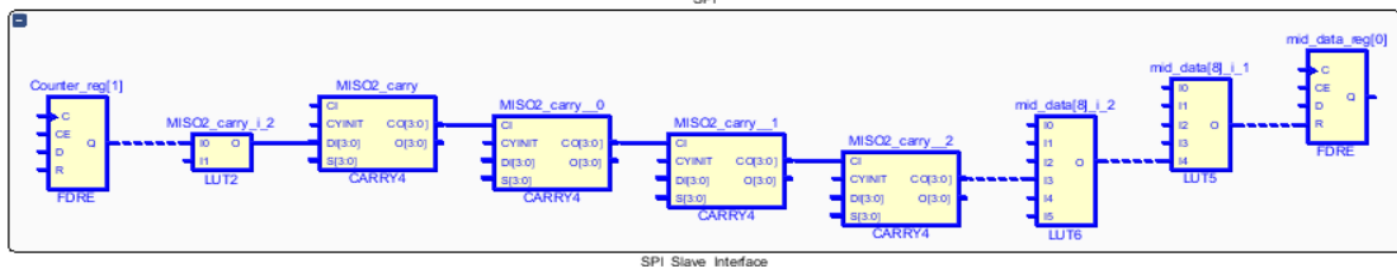 SPI
Counter_reg[1]
C
CE
D
R
Q
FDRE
MISO2_carry_i_2
I0
I1
O
LUT2
MISO2_carry
CI
CYINIT
DI[3:0]
S[3:0]
CO[3:0]
O[3:0]
CARRY4
MISO2_carry__0
CI
CYINIT
DI[3:0]
S[3:0]
CO[3:0]
O[3:0]
CARRY4
MISO2_carry__1
CI
CYINIT
DI[3:0]
S[3:0]
CO[3:0]
O[3:0]
CARRY4
MISO2_carry__2
CI
CYINIT
DI[3:0]
S[3:0]
CO[3:0]
O[3:0]
CARRY4
mid_data[8]_i_2
I0
I1
I2
I3
I4
I5
O
LUT6
mid_data[8]_i_1
I0
I1
I2
I3
I4
O
LUT5
mid_data_reg[0]
C
CE
D
R
Q
FDRE
SPI Slave Interface